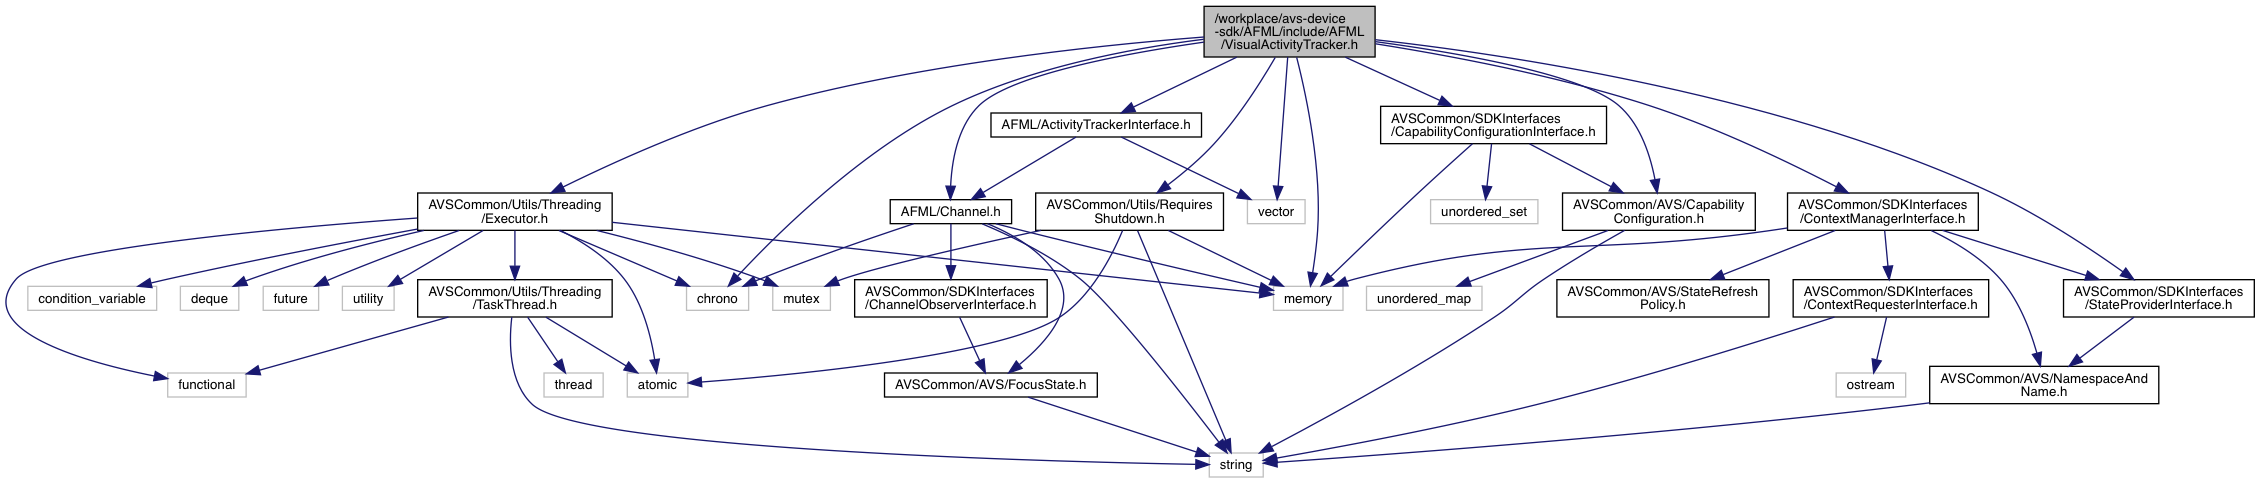 /workplace/avs-device
-sdk/AFML/include/AFML
/VisualActivityTracker.h
AFML/ActivityTrackerInterface.h
AVSCommon/SDKInterfaces
/CapabilityConfigurationInterface.h
AVSCommon/Utils/Threading
/Executor.h
AFML/Channel.h
AVSCommon/Utils/Requires
Shutdown.h
vector
unordered_set
AVSCommon/AVS/Capability
Configuration.h
AVSCommon/SDKInterfaces
/ContextManagerInterface.h
condition_variable
deque
future
utility
AVSCommon/Utils/Threading
/TaskThread.h
chrono
mutex
AVSCommon/SDKInterfaces
/ChannelObserverInterface.h
memory
unordered_map
AVSCommon/AVS/StateRefresh
Policy.h
AVSCommon/SDKInterfaces
/ContextRequesterInterface.h
AVSCommon/SDKInterfaces
/StateProviderInterface.h
functional
thread
atomic
AVSCommon/AVS/FocusState.h
ostream
AVSCommon/AVS/NamespaceAnd
Name.h
string